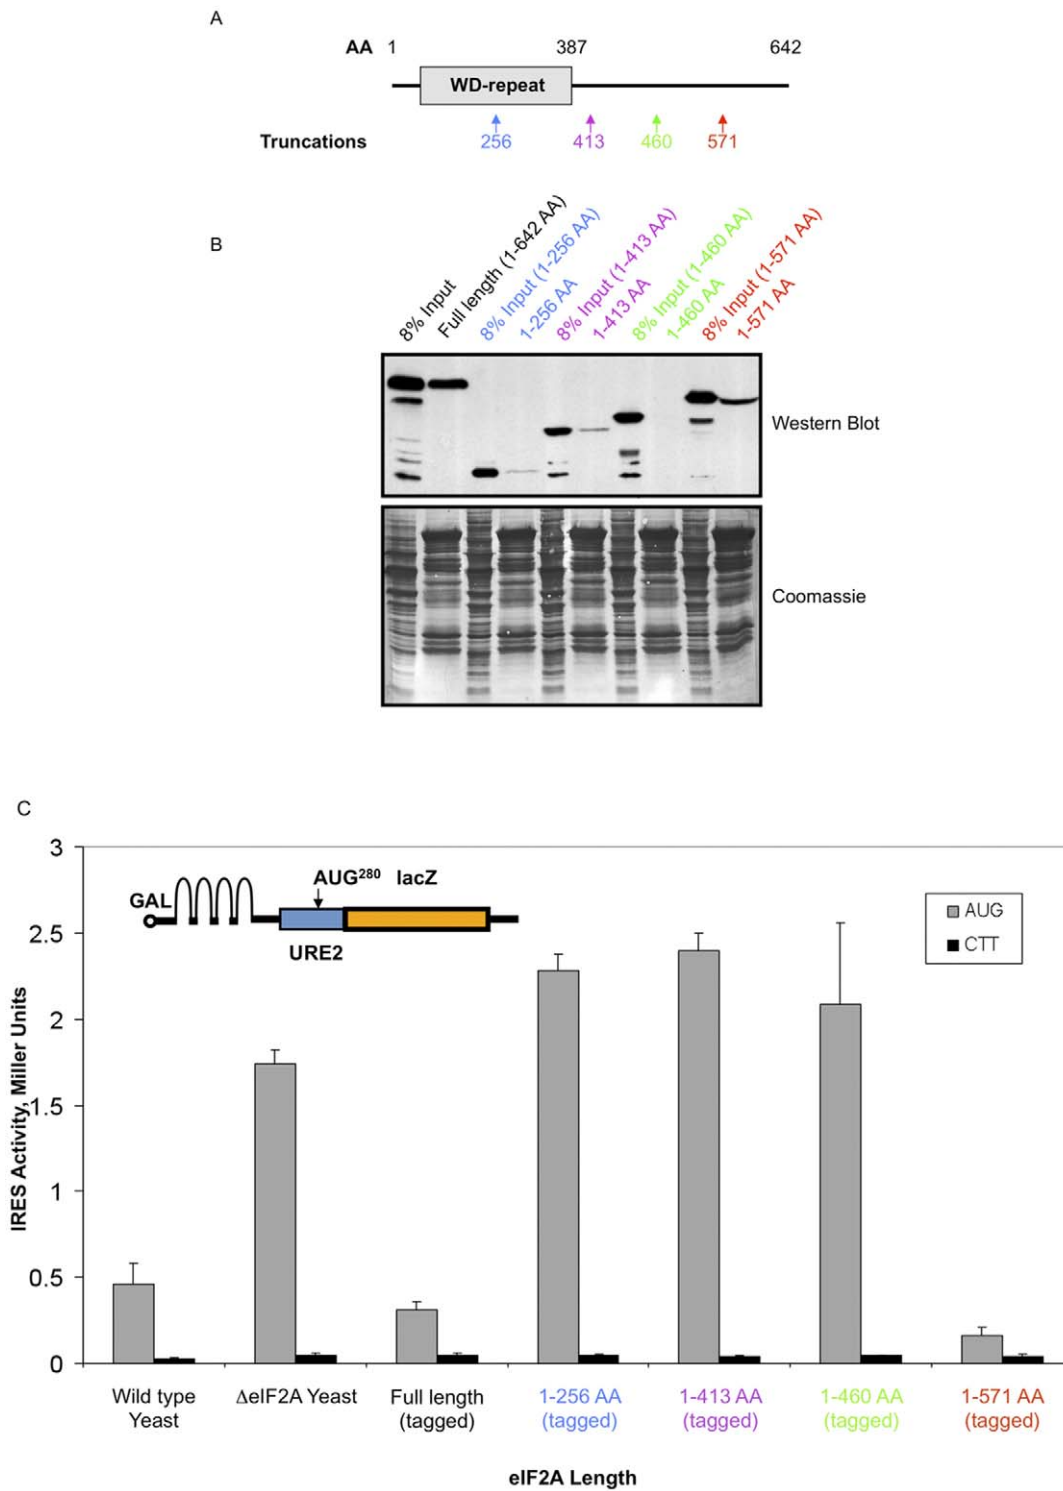 A
AA 1 387 642
WD-repeat
Truncations 256 413 460 571
B
8% Input
Full length (1-642 AA)
8% Input (1-256 AA)
1-256 AA
8% Input (1-413 AA)
1-413 AA
8% Input (1-460 AA)
1-460 AA
8% Input (1-571 AA)
1-571 AA
Western Blot
Coomassie
C
IRES Activity, Miller Units
3
2.5
2
1.5
1
0.5
0
GAL
AUG280 lacZ
URE2
AUG
CTT
Wild type
Yeast
ΔeIF2A Yeast
Full length
(tagged)
1-256 AA
(tagged)
1-413 AA
(tagged)
1-460 AA
(tagged)
1-571 AA
(tagged)
eIF2A Length